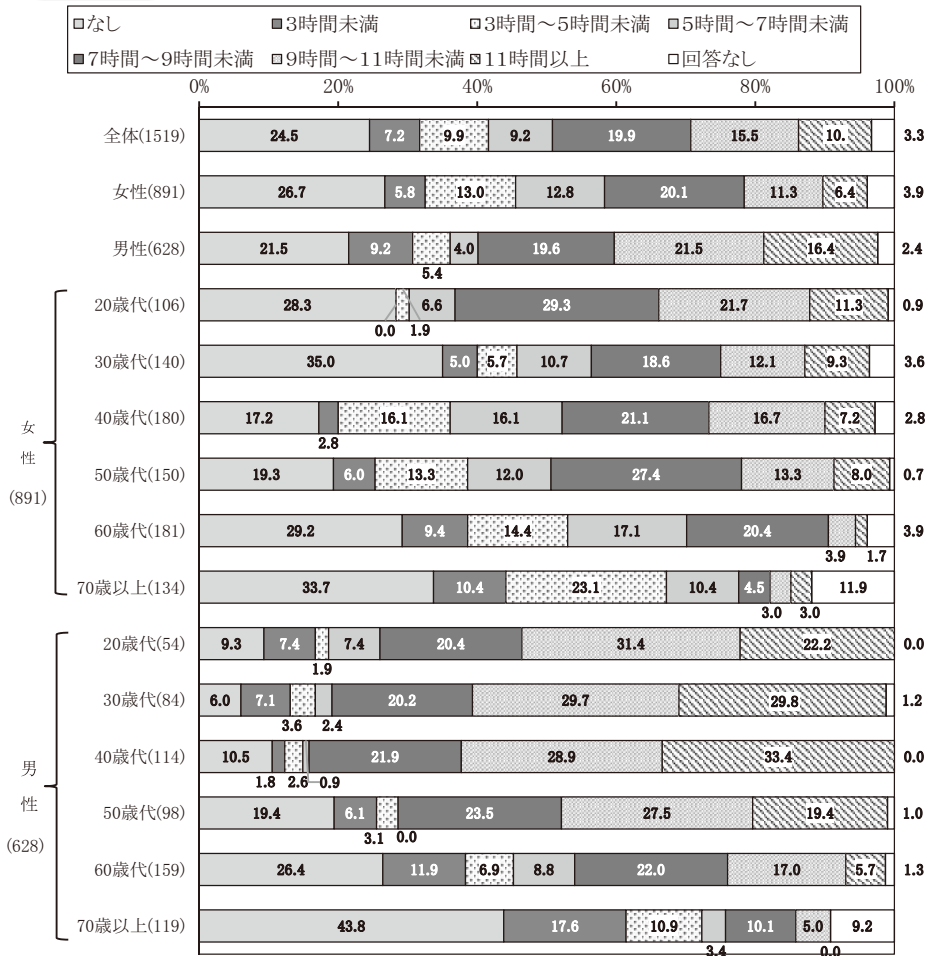 □なし ■3時間未満 □3時間～5時間未満 □5時間～7時間未満
■7時間～9時間未満 □9時間～11時間未満 □11時間以上 □回答なし
0% 20% 40% 60% 80% 100%
全体(1519) 24.5 7.2 9.9 9.2 19.9 15.5 10. 3.3
女性(891) 26.7 5.8 13.0 12.8 20.1 11.3 6.4 3.9
男性(628) 21.5 9.2 4.0 19.6 21.5 16.4 2.4
5.4
20歳代(106) 28.3 6.6 29.3 21.7 11.3 0.9
0.0 1.9
30歳代(140) 35.0 5.0 5.7 10.7 18.6 12.1 9.3 3.6
40歳代(180) 17.2 16.1 16.1 21.1 16.7 7.2 2.8
2.8
女
性
(891)
50歳代(150) 19.3 6.0 13.3 12.0 27.4 13.3 8.0 0.7
60歳代(181) 29.2 9.4 14.4 17.1 20.4 3.9
3.9 1.7
70歳以上(134) 33.7 10.4 23.1 10.4 4.5 11.9
3.0 3.0
20歳代(54) 9.3 7.4 7.4 20.4 31.4 22.2 0.0
1.9
30歳代(84) 6.0 7.1 20.2 29.7 29.8 1.2
3.6 2.4
40歳代(114) 10.5 21.9 28.9 33.4 0.0
1.8 2.6 0.9
男
性
(628)
50歳代(98) 19.4 6.1 23.5 27.5 19.4 1.0
3.1 0.0
60歳代(159) 26.4 11.9 6.9 8.8 22.0 17.0 5.7 1.3
70歳以上(119) 43.8 17.6 10.9 10.1 5.0 9.2
3.4 0.0